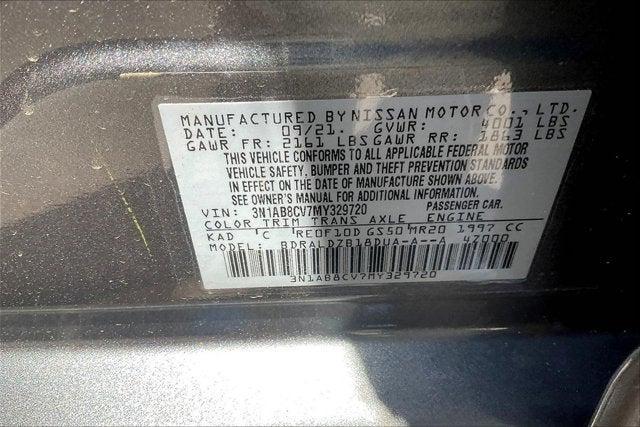 MANUFACTURED BY NISSAN MOTOR CO., LTD.
DATE: 09/21. GVWR: 4001 LBS
GAWR FR: 2161 LBS GAWR RR: 1863 LBS
THIS VEHICLE CONFORMS TO ALL APPLICABLE FEDERAL MOTOR
VEHICLE SAFETY, BUMPER AND THEFT PREVENTION STANDARDS
IN EFFECT ON THE DATE OF MANUFACTURE SHOWN ABOVE.
SEE OWNER'S MANUAL FOR ADDITIONAL INFORMATION.
VIN: 3N1AB8CV7MY329720 PASSENGER CAR.
COLOR TRIM TRANS AXLE ENGINE
KAD 'C 'RE0F10D GS50'MR20 1997 CC
MODEL: BDRALDZB18DUA-A--A 47000
3N1AB8CV7MY329720